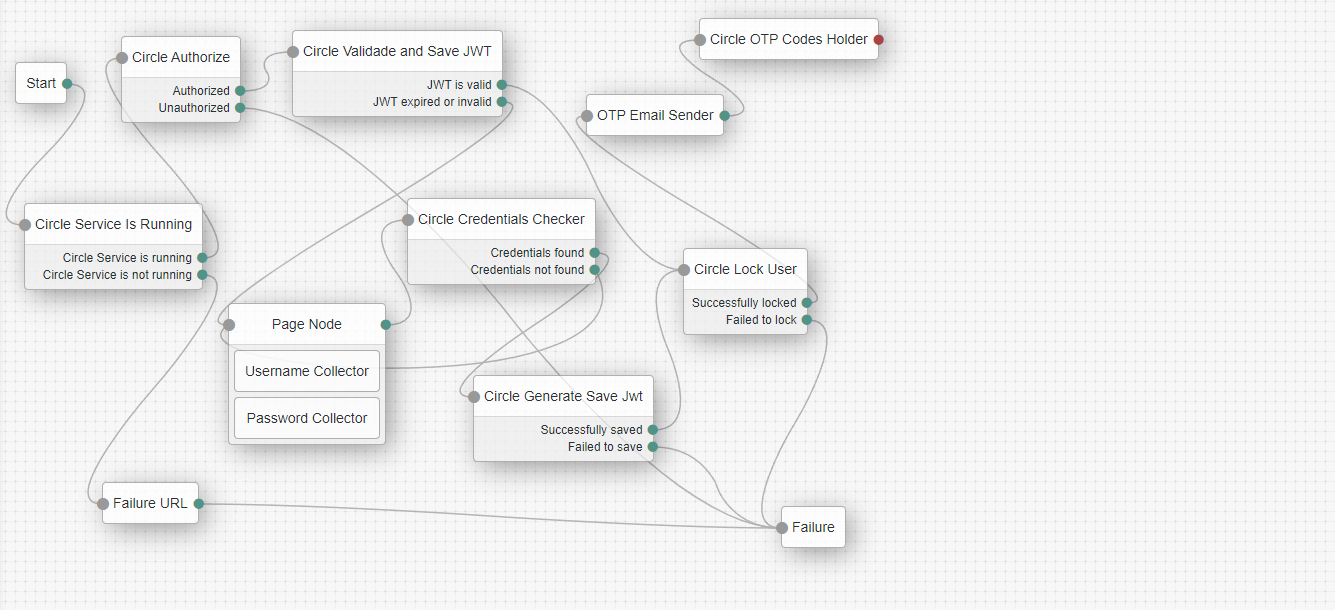 Start
Circle Authorize
Authorized
Unauthorized
Circle Validade and Save JWT
JWT is valid
JWT expired or invalid
Circle OTP Codes Holder
OTP Email Sender
Circle Service Is Running
Circle Service is running
Circle Service is not running
Circle Credentials Checker
Credentials found
Credentials not found
Circle Lock User
Successfully locked
Failed to lock
Page Node
Username Collector
Password Collector
Circle Generate Save Jwt
Successfully saved
Failed to save
Failure URL
Failure